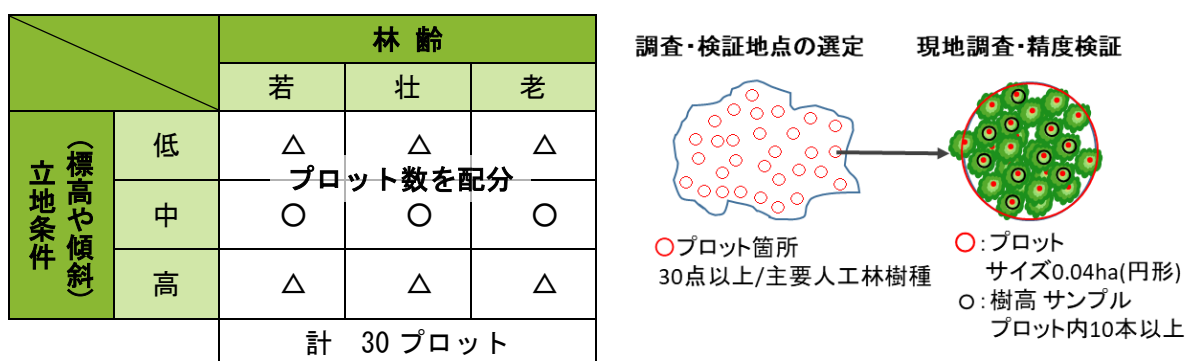 林 齢
若 壮 老
立地条件
(標高や傾斜)
低 △ △ △
プロット数を配分
中 ○ ○ ○
高 △ △ △
計 30 プロット
調査・検証地点の選定
○プロット箇所
30点以上/主要人工林樹種
現地調査・精度検証
○:プロット
サイズ0.04ha(円形)
○:樹高 サンプル
プロット内10本以上